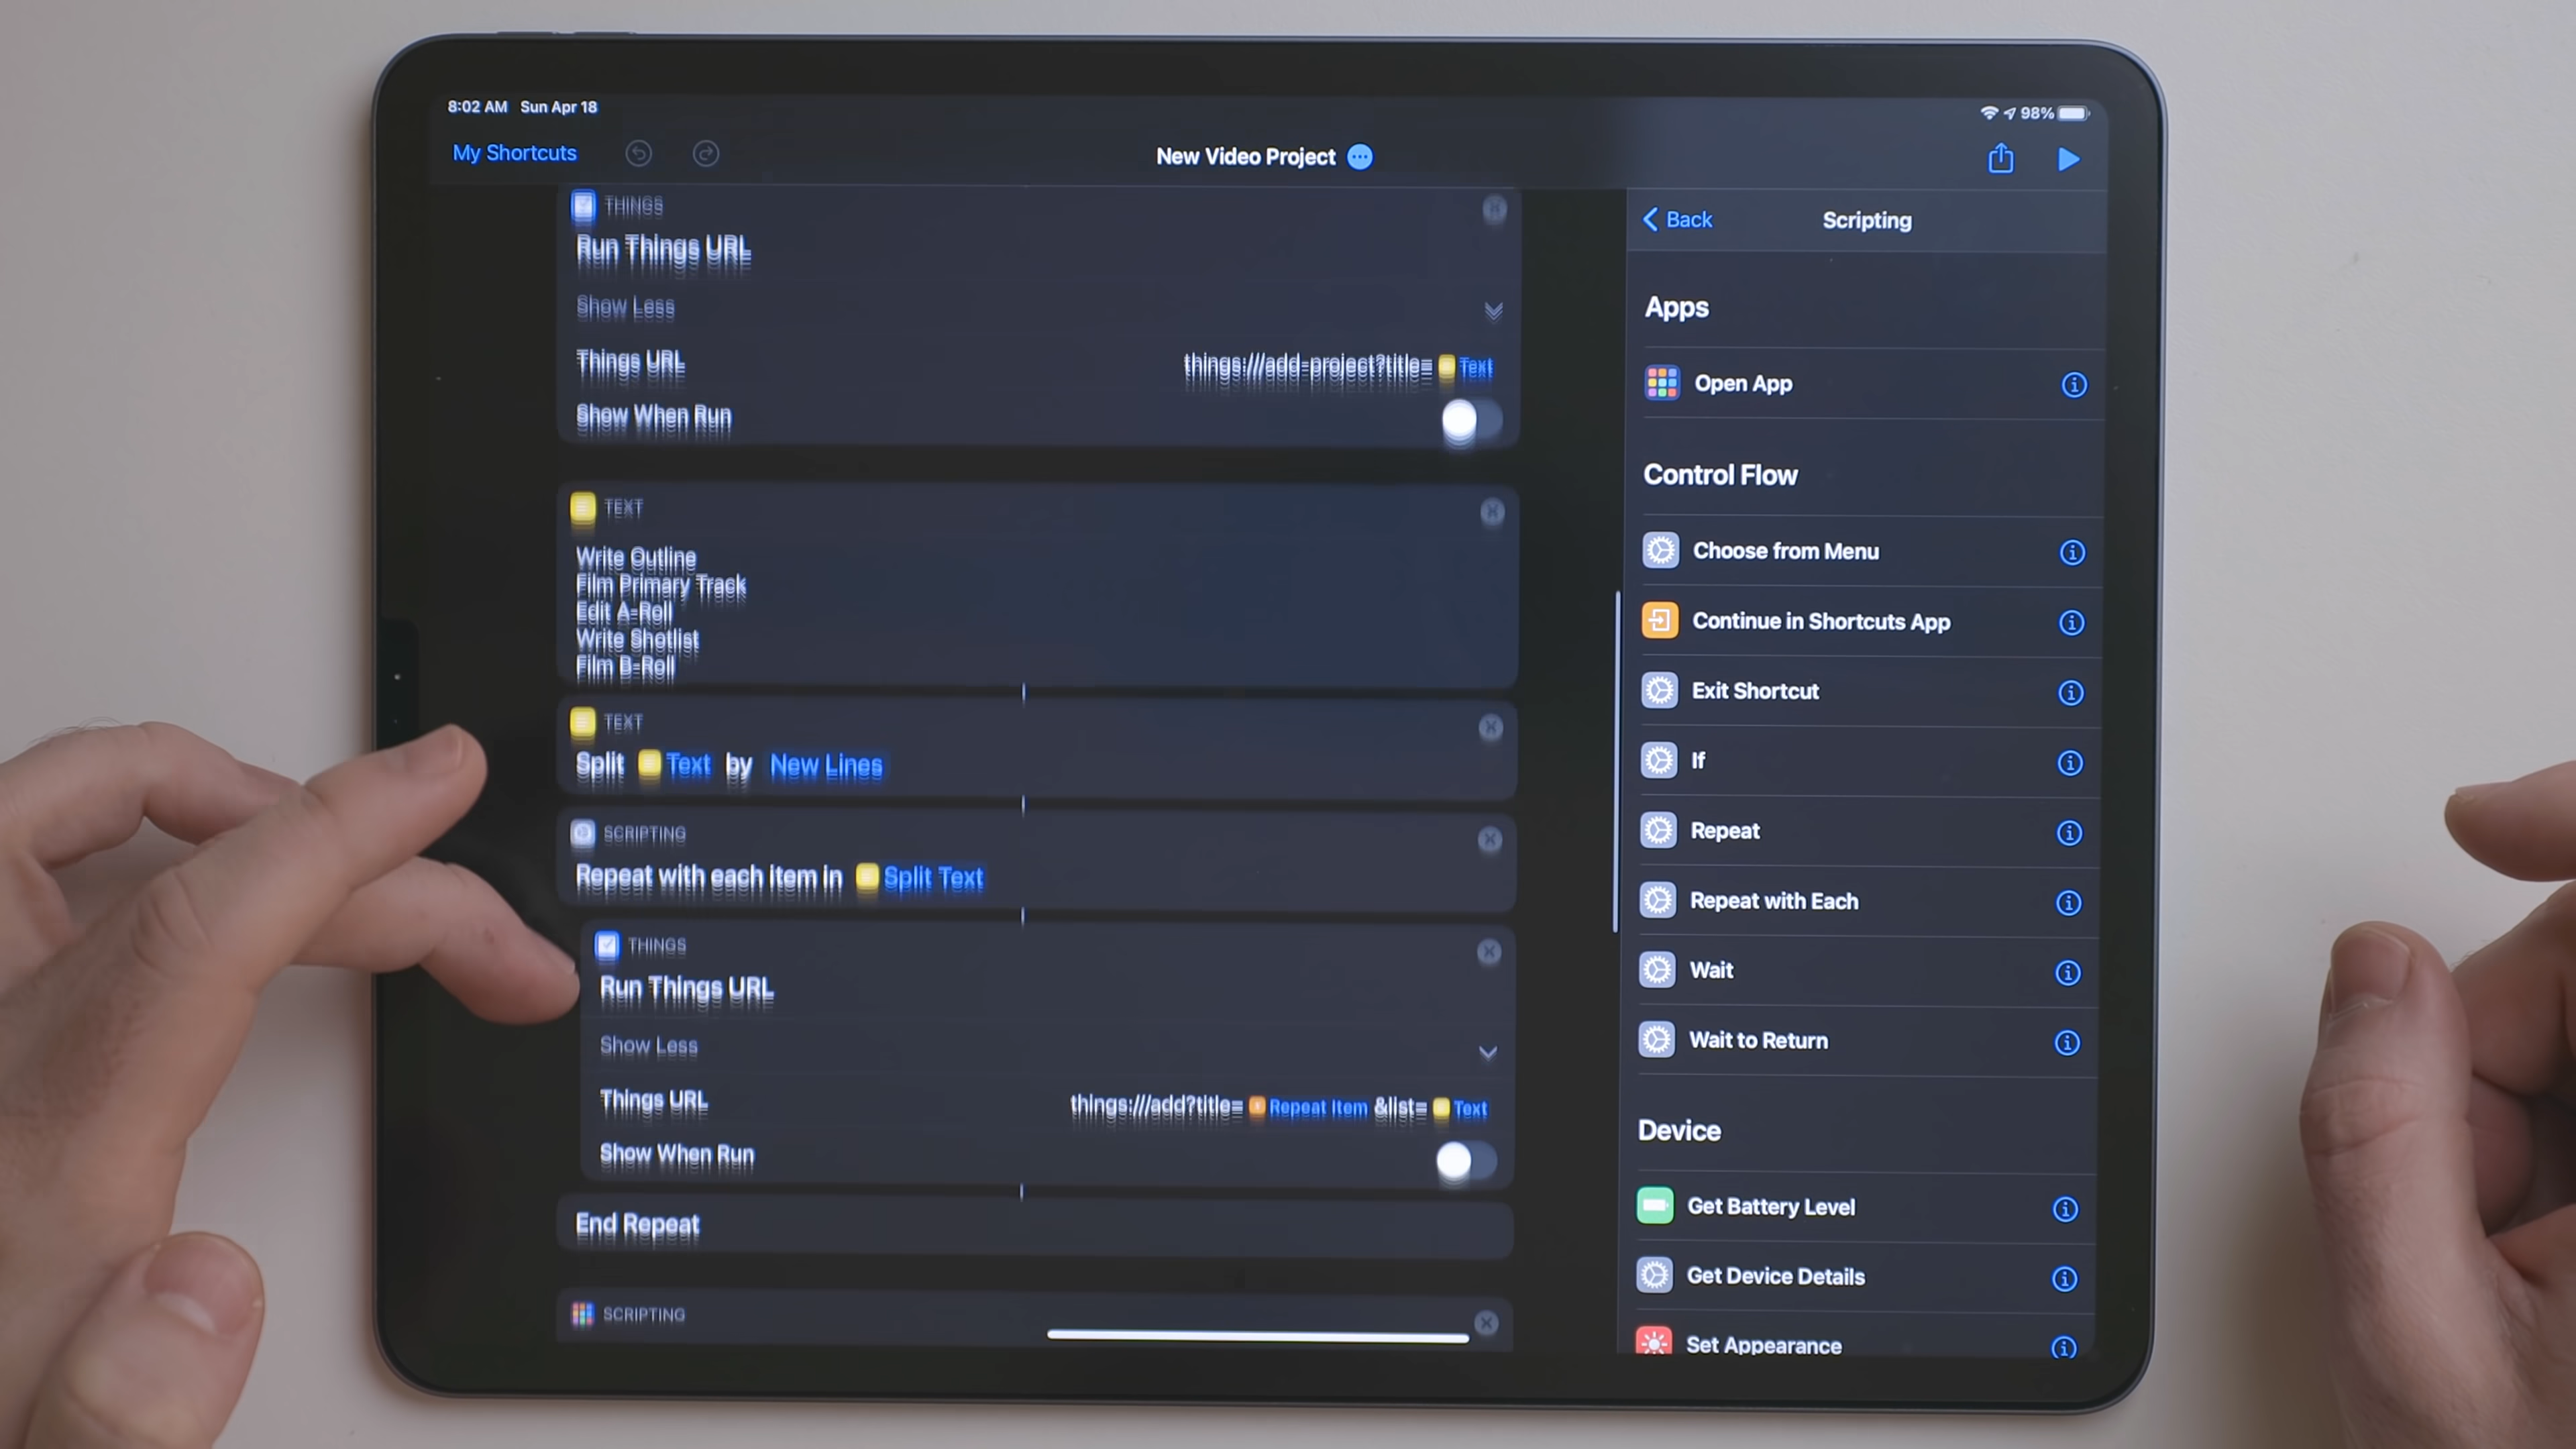 8:02 AM Sun Apr 18
98%
My Shortcuts
New Video Project
THINGS
Run Things URL
Show Less
Things URL
things:///add-project?title= Text
Show When Run
TEXT
Write Outline
Film Primary Track
Edit A-Roll
Write Shotlist
Film B-Roll
TEXT
Split Text by New Lines
SCRIPTING
Repeat with each item in Split Text
THINGS
Run Things URL
Show Less
Things URL
things:///add?title= Repeat Item &list= Text
Show When Run
End Repeat
SCRIPTING
Back
Scripting
Apps
Open App
Control Flow
Choose from Menu
Continue in Shortcuts App
Exit Shortcut
If
Repeat
Repeat with Each
Wait
Wait to Return
Device
Get Battery Level
Get Device Details
Set Appearance